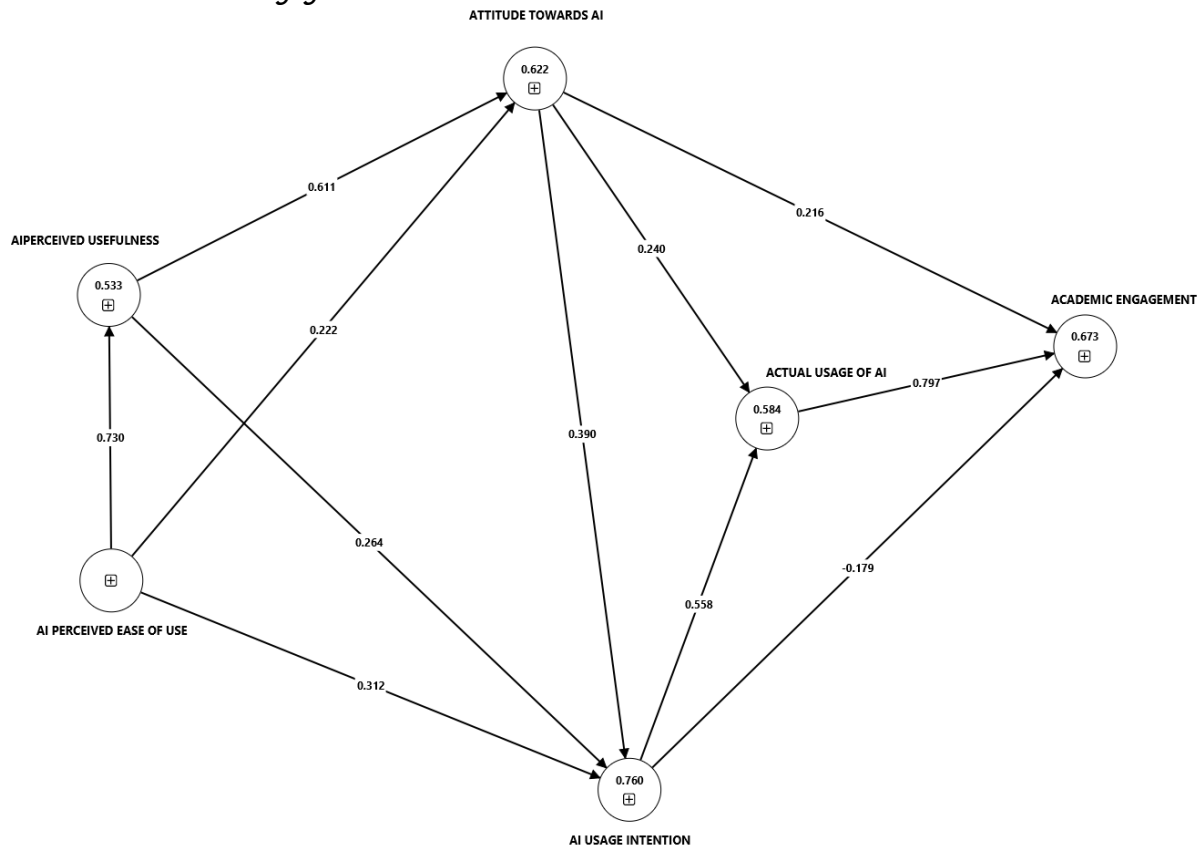 ATTITUDE TOWARDS AI
0.622
0.611
0.216
0.240
AIPERCEIVED USEFULNESS
0.533
ACADEMIC ENGAGEMENT
0.673
0.222
ACTUAL USAGE OF AI
0.797
0.584
0.730
0.390
0.264
-0.179
AI PERCEIVED EASE OF USE
0.558
0.312
0.760
AI USAGE INTENTION